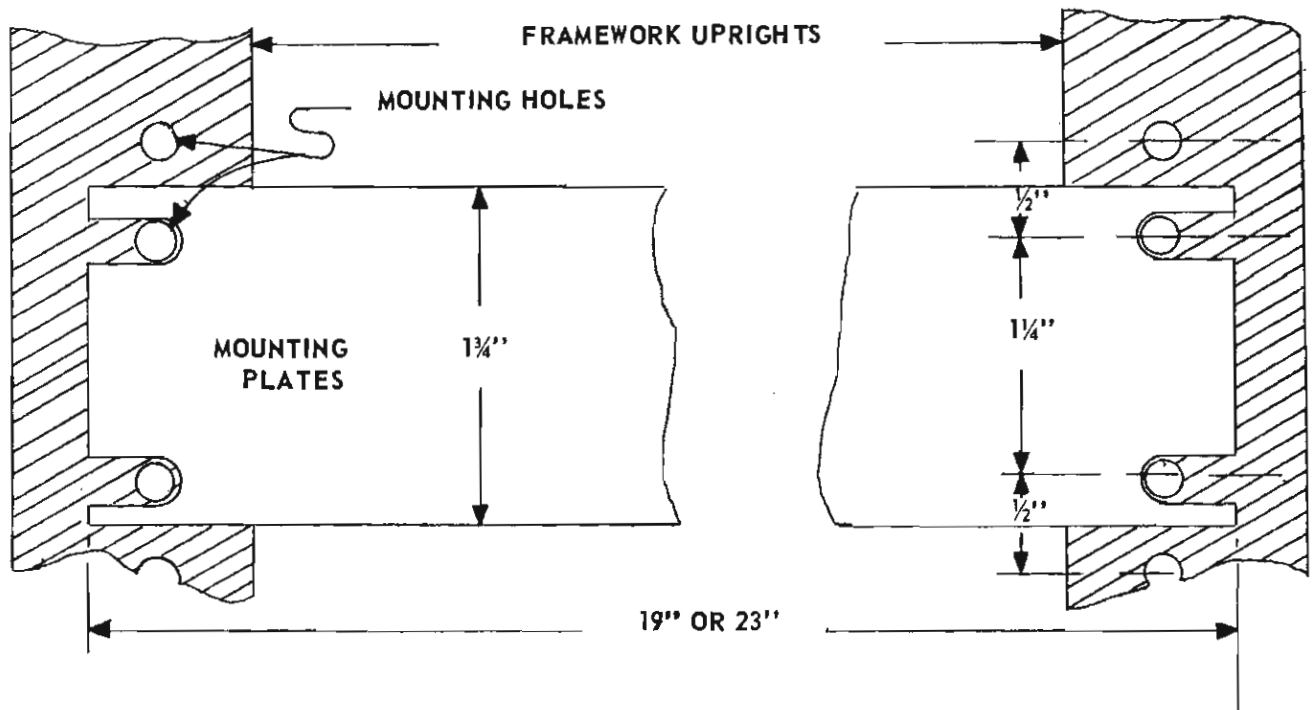 FRAMEWORK UPRIGHTS
MOUNTING HOLES
½''
1¾''
1¼''
MOUNTING
PLATES
½''
19" OR 23"